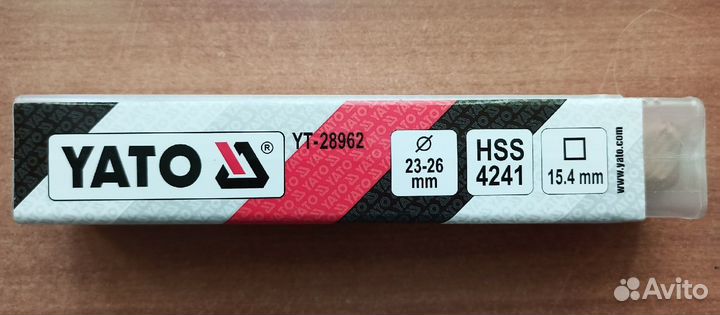 YATO ®
YT-28962
Ø
23-26
mm
HSS
4241
15.4 mm
www.yato.com
Avito